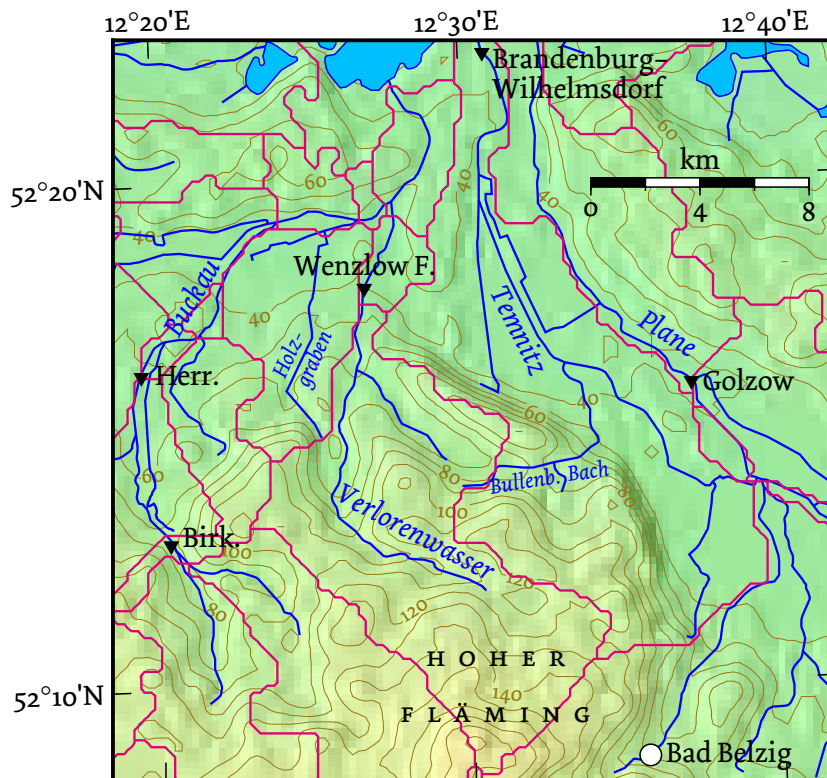 12°20'E 12°30'E 12°40'E
Brandenburg-
Wilhelmsdorf
60
60
km
52°20'N
40
40
0 4 8
40
Wenzlow F.
Buckau
40
Temnitz
Plane
Holz-
graben
Herr.
Golzow
40
60
80
60
Bullenb. Bach
80
100
Verlorenwasser
Birk.
100
120
80
120
HOHER
52°10'N
140
FLÄMING
Bad Belzig